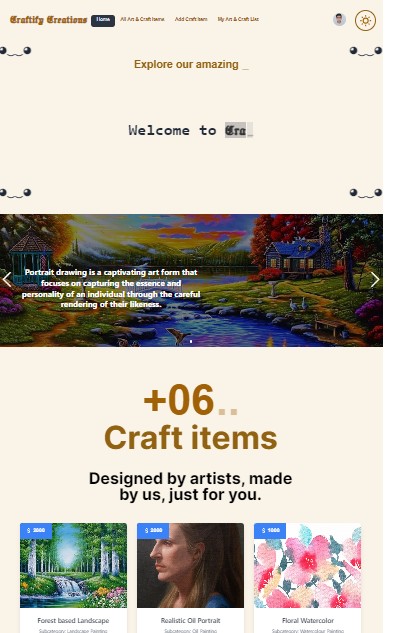 Craftify Creations Home All Art & Craft Items Add Craft Item My Art & Craft List
Explore our amazing _
Welcome to Cra_
Portrait drawing is a captivating art form that
focuses on capturing the essence and
personality of an individual through the careful
rendering of their likeness.
+06..
Craft items
Designed by artists, made
by us, just for you.
$ 3000 $ 2000 $ 1000
Forest based Landscape Realistic Oil Portrait Floral Watercolor
Subcategory: Landscape Painting Subcategory: Oil Painting Subcategory: Watercolour Painting